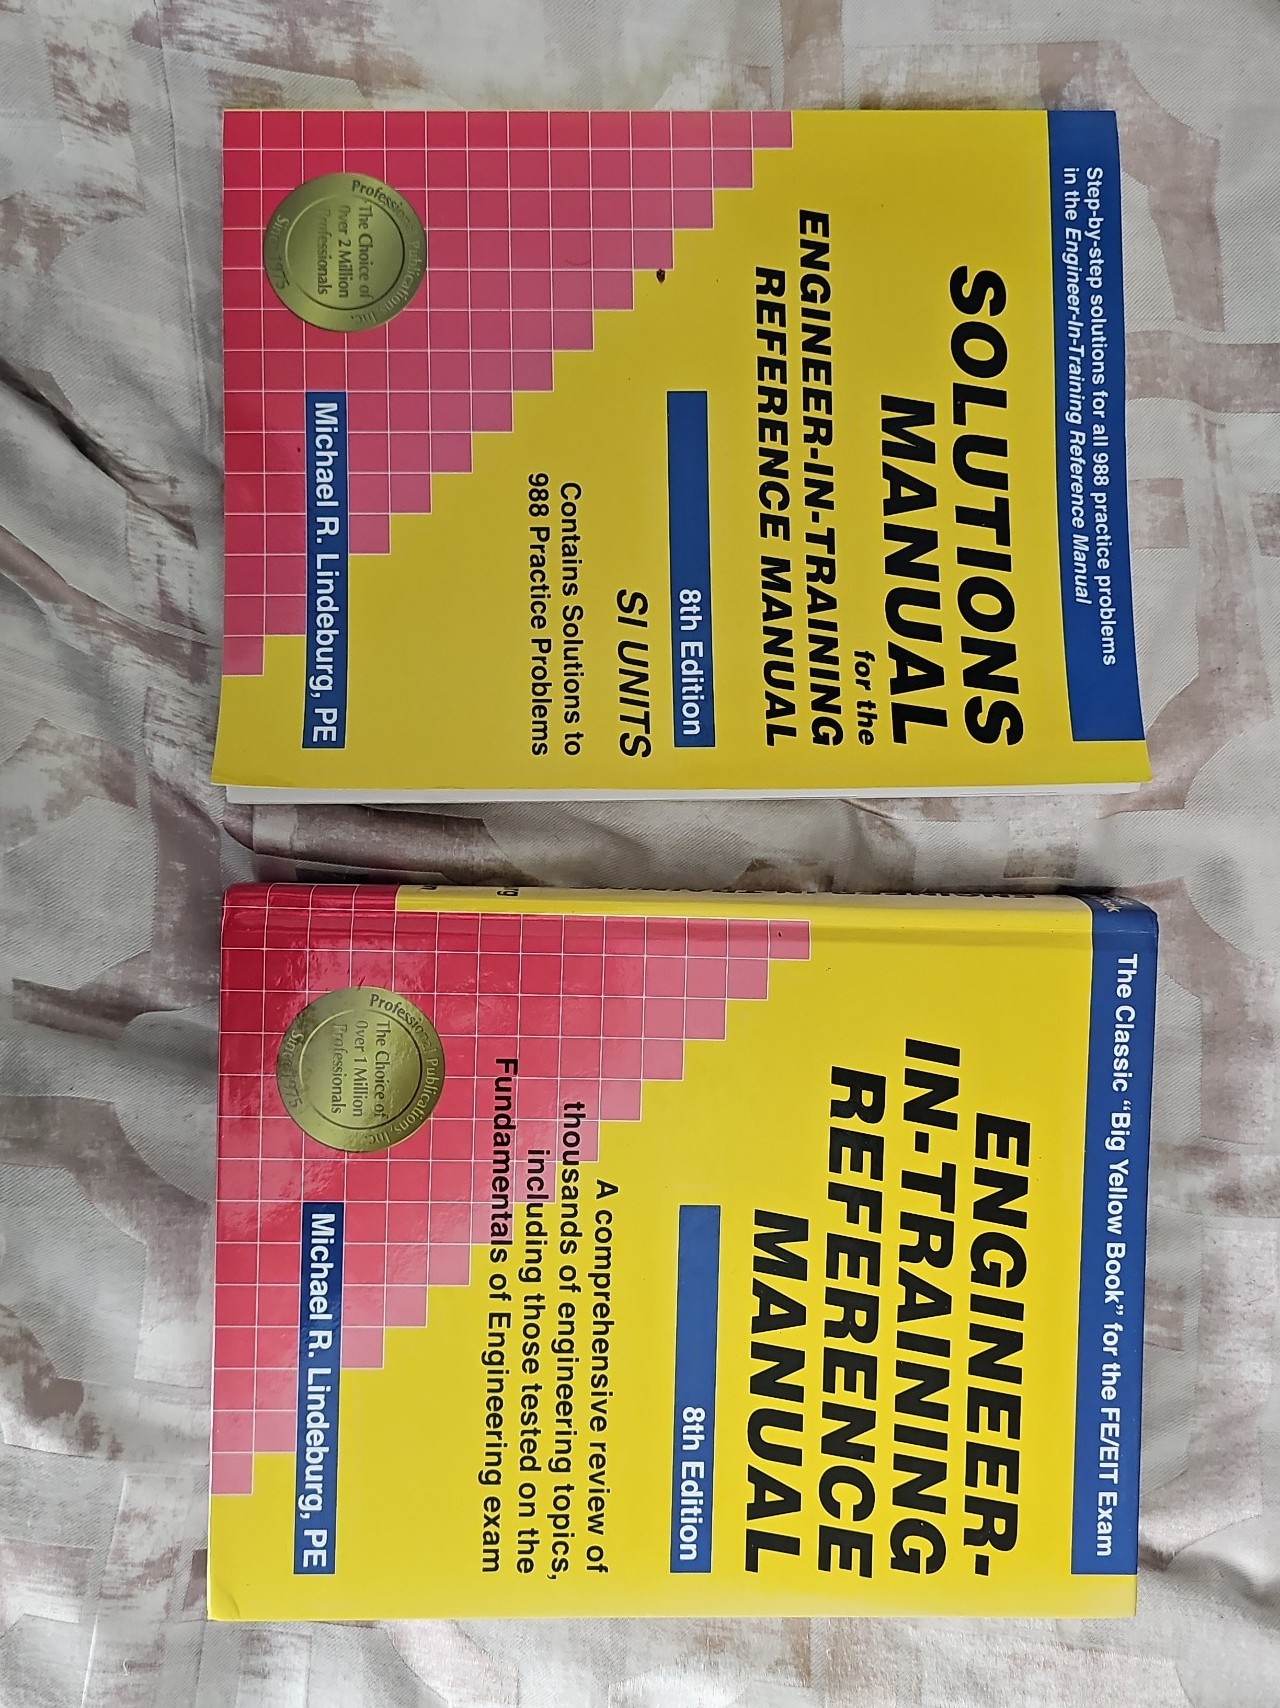 Step-by-step solutions for all 988 practice problems
in the Engineer-In-Training Reference Manual
SOLUTIONS
MANUAL
for the
ENGINEER-IN-TRAINING
REFERENCE MANUAL
8th Edition
SI UNITS
Contains Solutions to
988 Practice Problems
Professional Publications, Inc.
The Choice of
Over 2 Million
Professionals
Since 1975
Michael R. Lindeburg, PE
The Classic “Big Yellow Book” for the FE/EIT Exam
ENGINEER-
IN-TRAINING
REFERENCE
MANUAL
8th Edition
A comprehensive review of
thousands of engineering topics,
including those tested on the
Fundamentals of Engineering exam
Professional Publications, Inc.
The Choice of
Over 1 Million
Professionals
Since 1975
Michael R. Lindeburg, PE